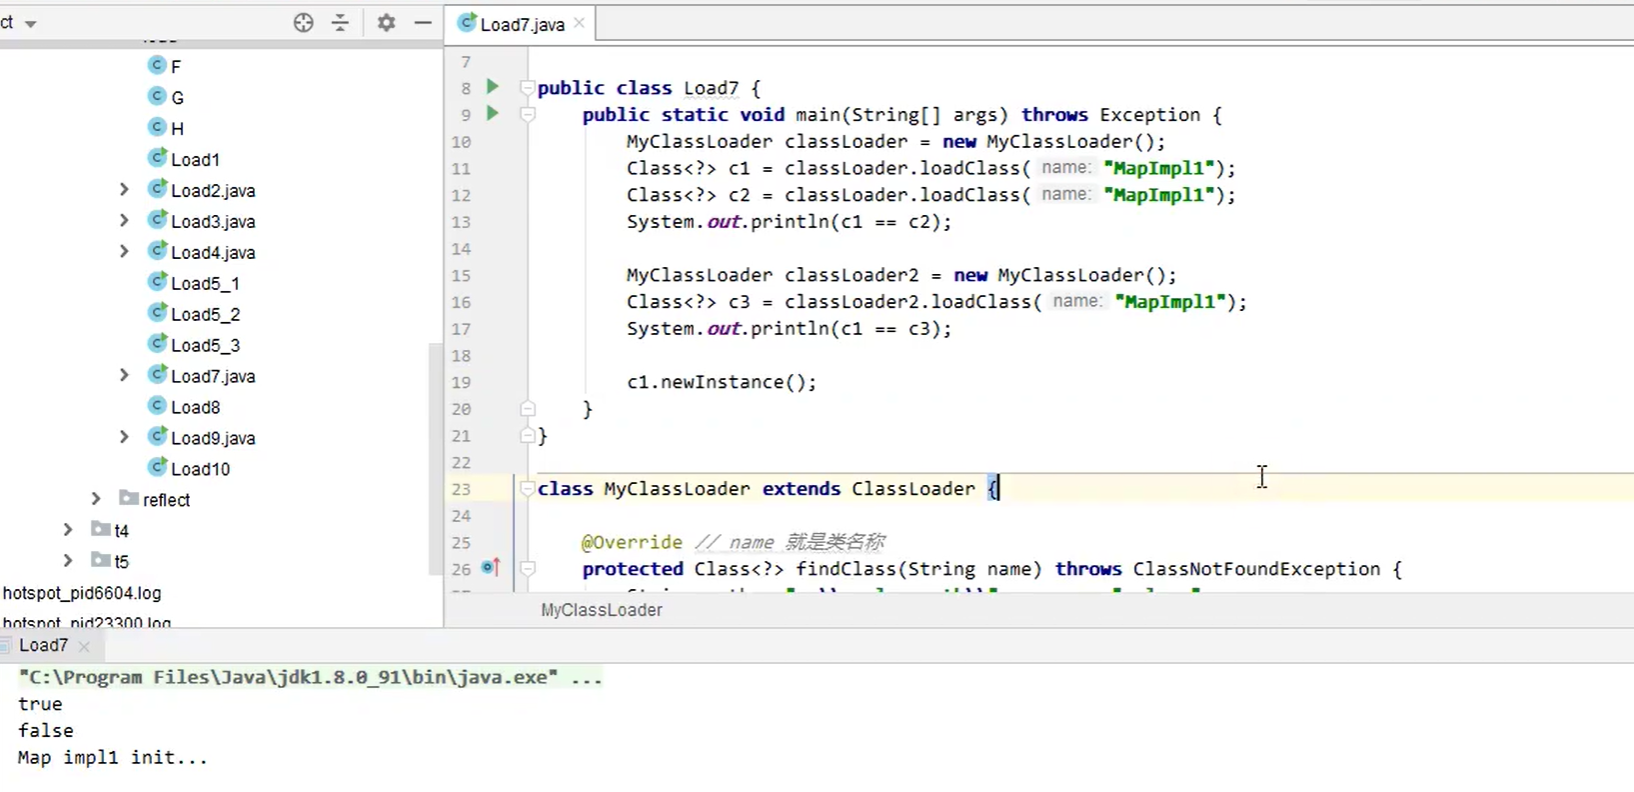 ct
F
G
H
Load1
Load2.java
Load3.java
Load4.java
Load5_1
Load5_2
Load5_3
Load7.java
Load8
Load9.java
Load10
reflect
t4
t5
hotspot_pid6604.log
hotspot_pid23300.log
Load7.java
7
8 public class Load7 {
9 public static void main(String[] args) throws Exception {
10 MyClassLoader classLoader = new MyClassLoader();
11 Class<?> c1 = classLoader.loadClass( name: "MapImpl1");
12 Class<?> c2 = classLoader.loadClass( name: "MapImpl1");
13 System.out.println(c1 == c2);
14
15 MyClassLoader classLoader2 = new MyClassLoader();
16 Class<?> c3 = classLoader2.loadClass( name: "MapImpl1");
17 System.out.println(c1 == c3);
18
19 c1.newInstance();
20 }
21 }
22
23 class MyClassLoader extends ClassLoader {
24
25 @Override // name 就是类名称
26 protected Class<?> findClass(String name) throws ClassNotFoundException {
MyClassLoader
Load7
"C:\Program Files\Java\jdk1.8.0_91\bin\java.exe" ...
true
false
Map impl1 init...